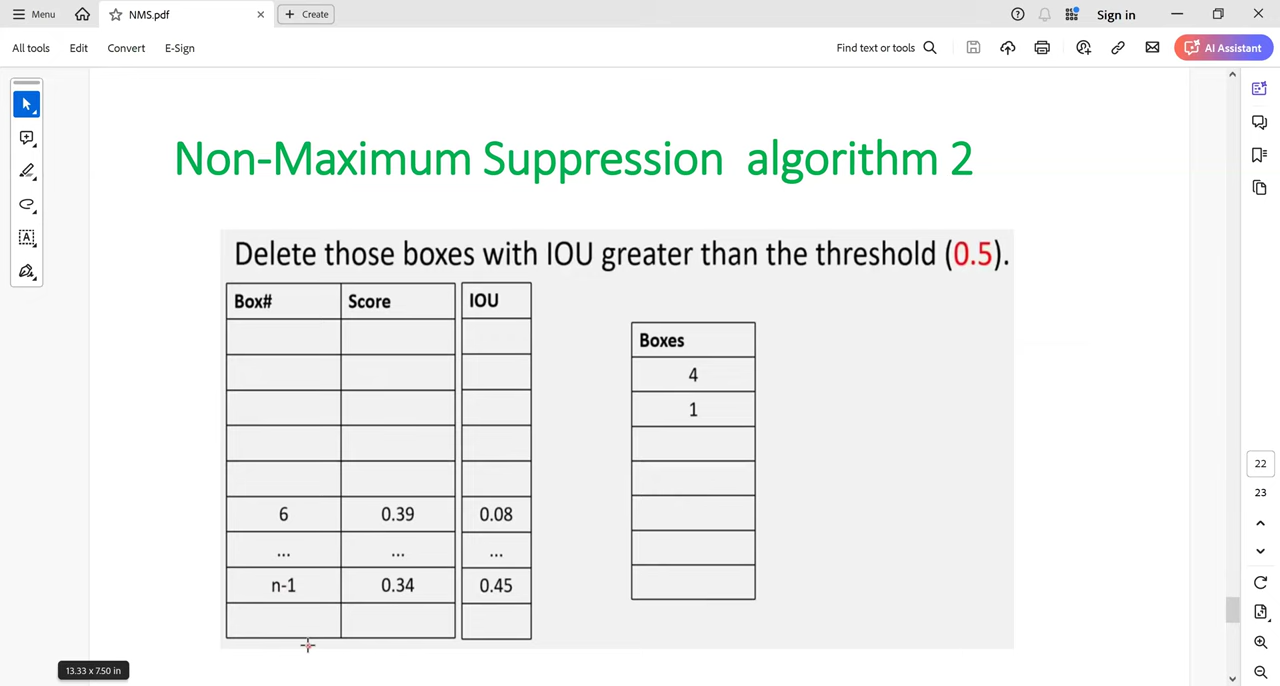 Menu NMS.pdf Create Sign in
All tools Edit Convert E-Sign Find text or tools AI Assistant
Non-Maximum Suppression algorithm 2
Delete those boxes with IOU greater than the threshold (0.5).
Box# Score IOU
Boxes
4
1
6 0.39 0.08
... ... ...
n-1 0.34 0.45
22
23
13.33 x 7.50 in